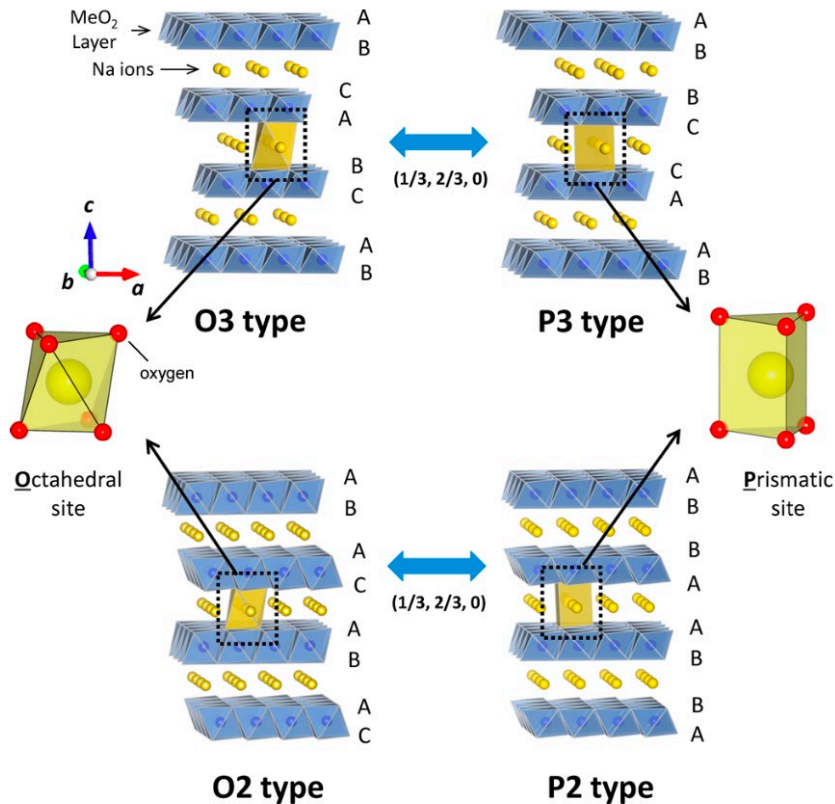 MeO2
Layer
Na ions
A
B
C
A
B
C
A
B
A
B
B
C
C
A
A
B
(1/3, 2/3, 0)
c
b
a
O3 type
P3 type
oxygen
Octahedral
site
Prismatic
site
A
B
A
C
A
B
A
C
A
B
B
A
A
B
B
A
(1/3, 2/3, 0)
O2 type
P2 type